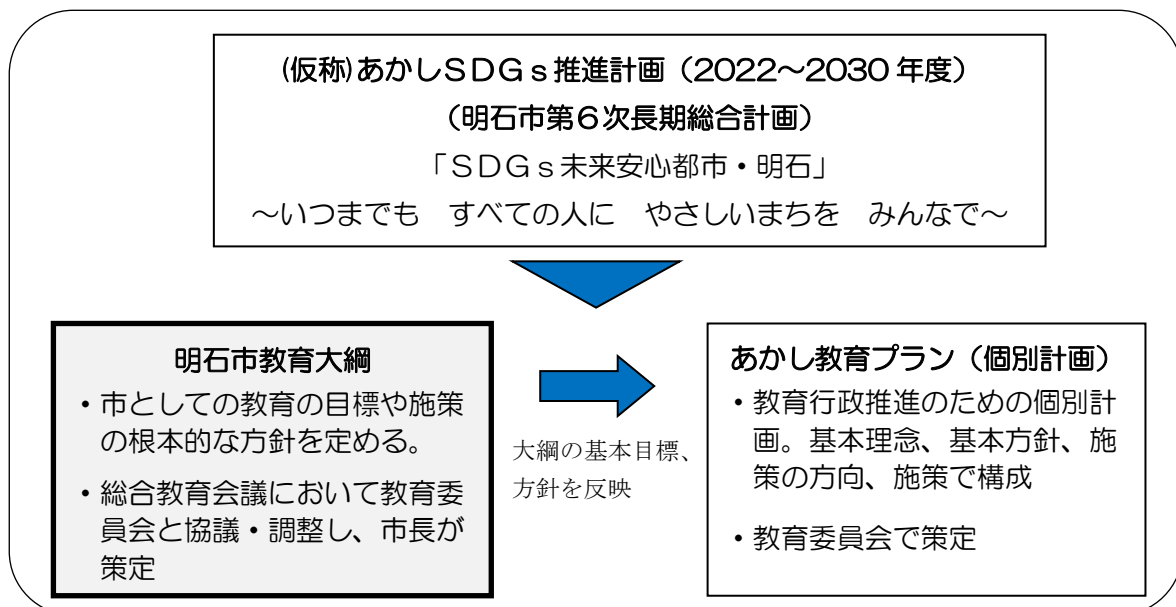 (仮称)あかしSDGs推進計画（2022～2030年度）
（明石市第６次長期総合計画）
「SDGs未来安心都市・明石」
～いつまでも　すべての人に　やさしいまちを　みんなで～
明石市教育大綱
・市としての教育の目標や施策
の根本的な方針を定める。
・総合教育会議において教育委
員会と協議・調整し、市長が
策定
大綱の基本目標、
方針を反映
あかし教育プラン（個別計画）
・教育行政推進のための個別計
画。基本理念、基本方針、施
策の方向、施策で構成
・教育委員会で策定